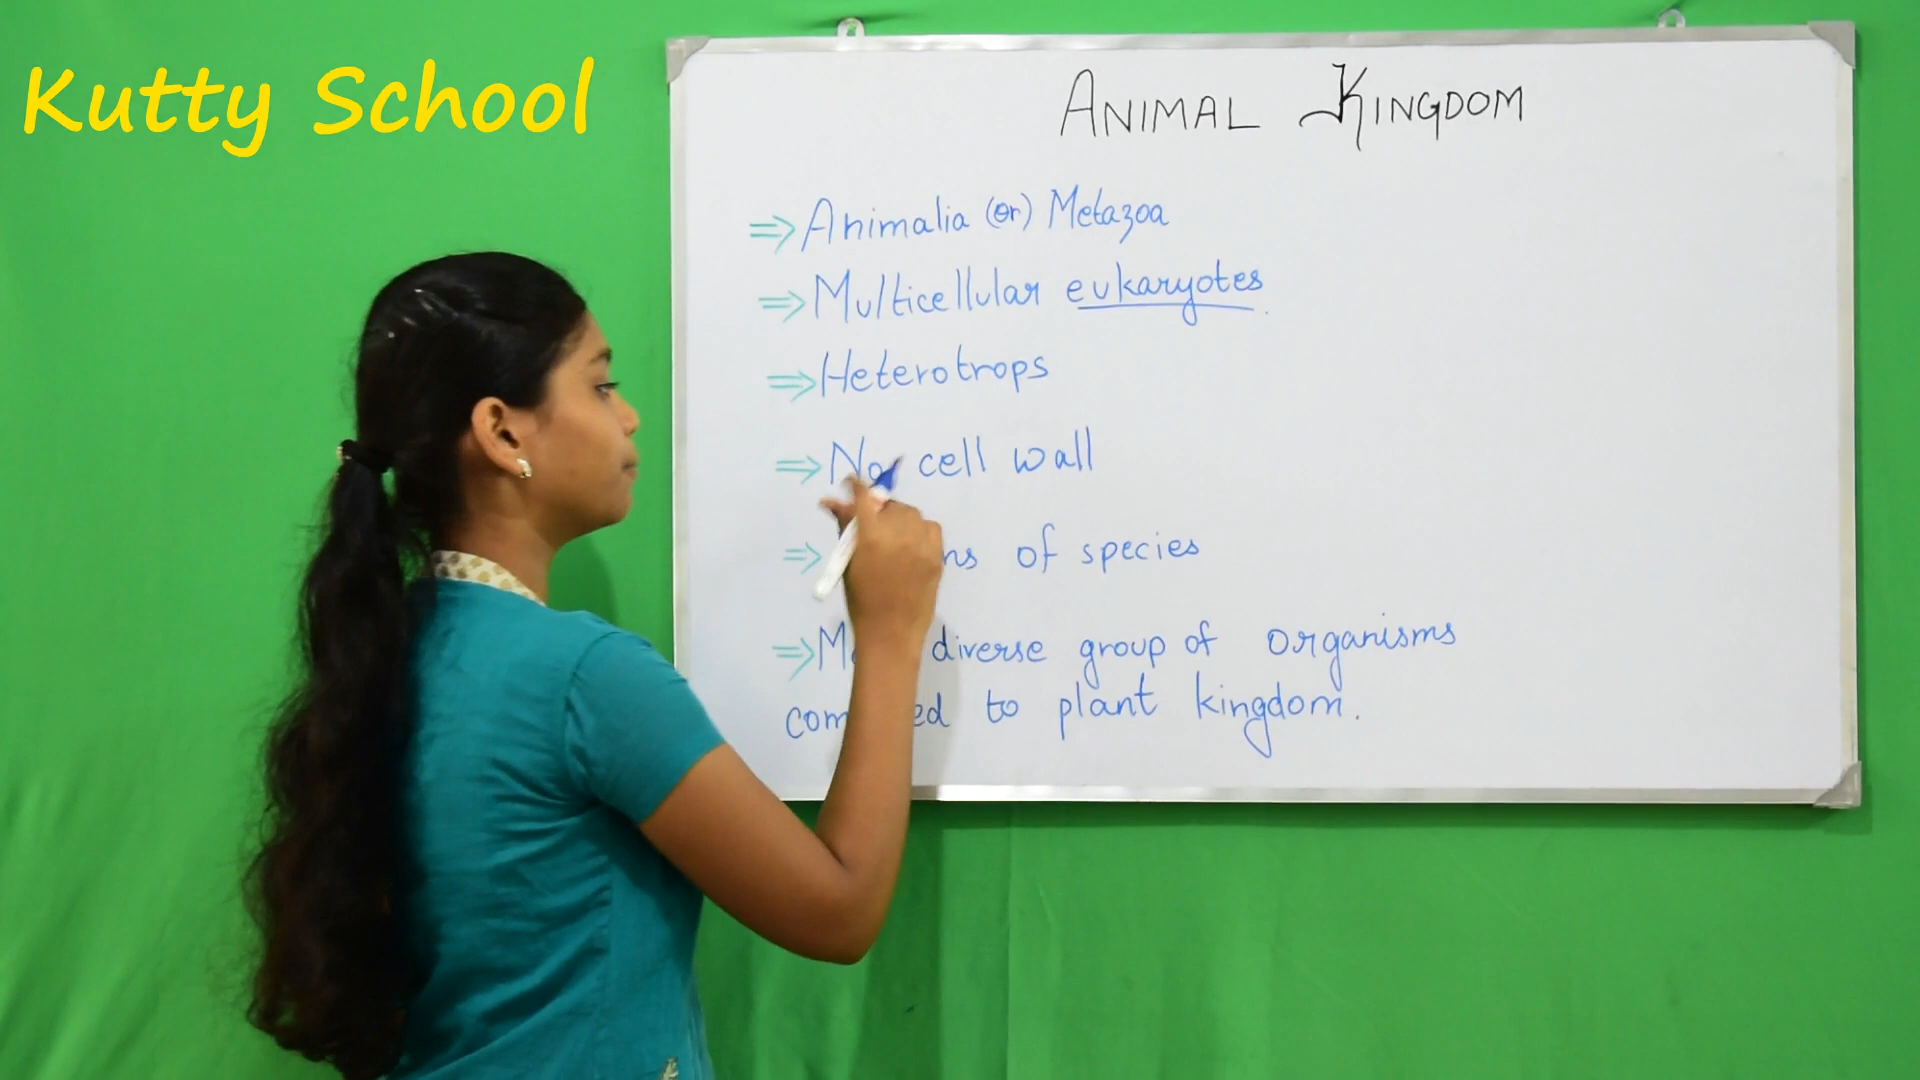 Kutty School
ANIMAL KINGDOM
⇒ Animalia (or) Metazoa
⇒ Multicellular eukaryotes.
⇒ Heterotrops
⇒ No cell wall
⇒ of species
⇒ diverse group of organisms
to plant kingdom.